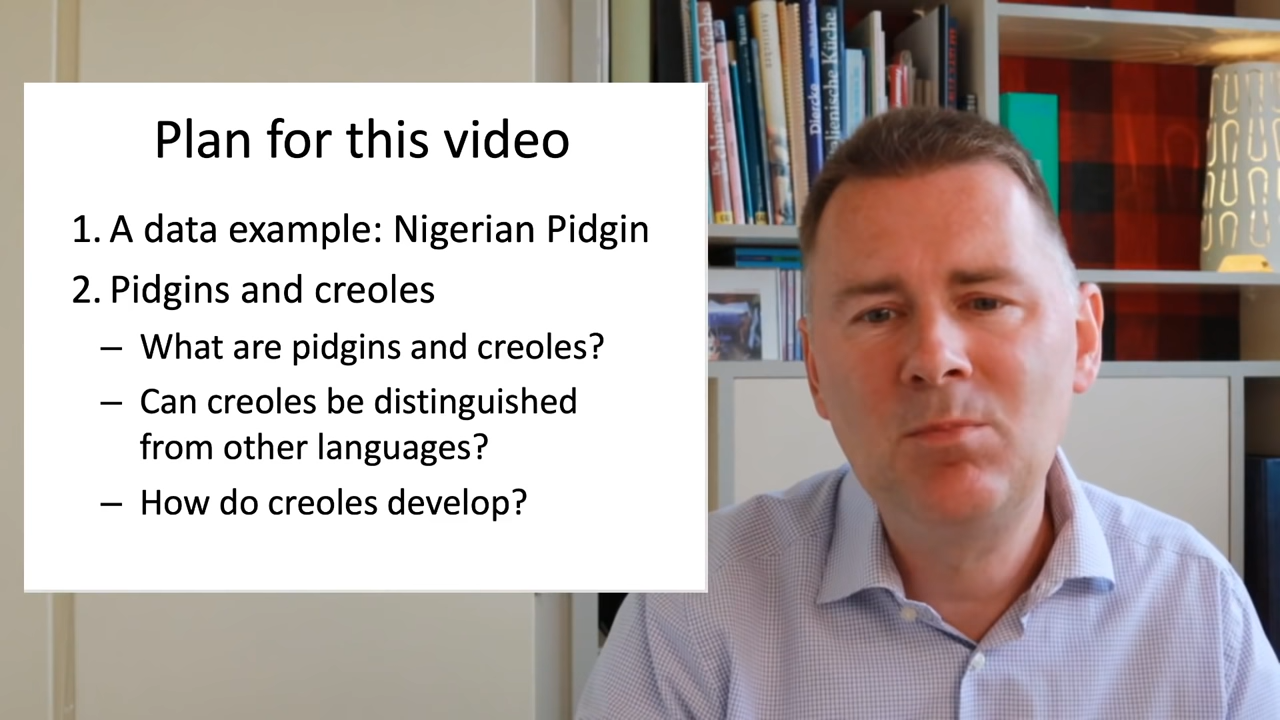 Plan for this video
1. A data example: Nigerian Pidgin
2. Pidgins and creoles
– What are pidgins and creoles?
– Can creoles be distinguished
from other languages?
– How do creoles develop?
Diercke